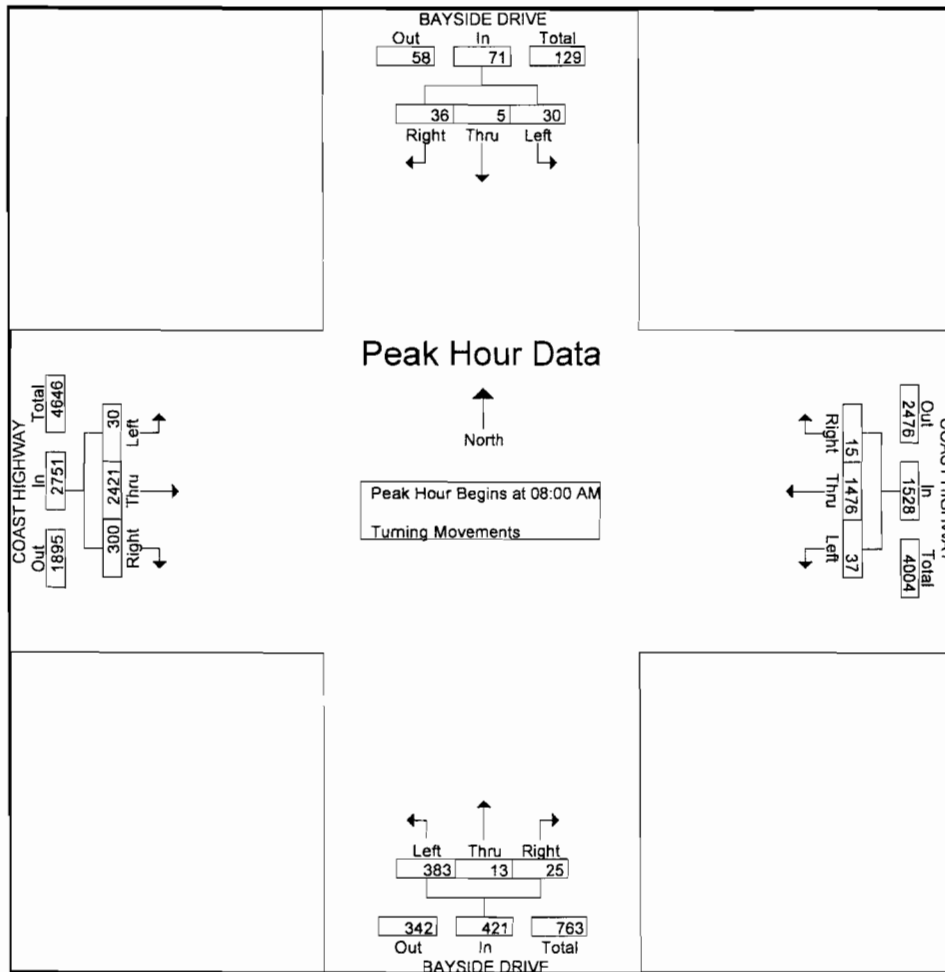 BAYSIDE DRIVE
Out In Total
58 71 129
36 5 30
Right Thru Left
Peak Hour Data
North
Peak Hour Begins at 08:00 AM
Turning Movements
COAST HIGHWAY
Out In Total
1895 2751 4646
300 2421 30
Right Thru Left
COAST HIGHWAY
Out In Total
2476 1528 4004
15 1476 37
Right Thru Left
Left Thru Right
383 13 25
342 421 763
Out In Total
BAYSIDE DRIVE